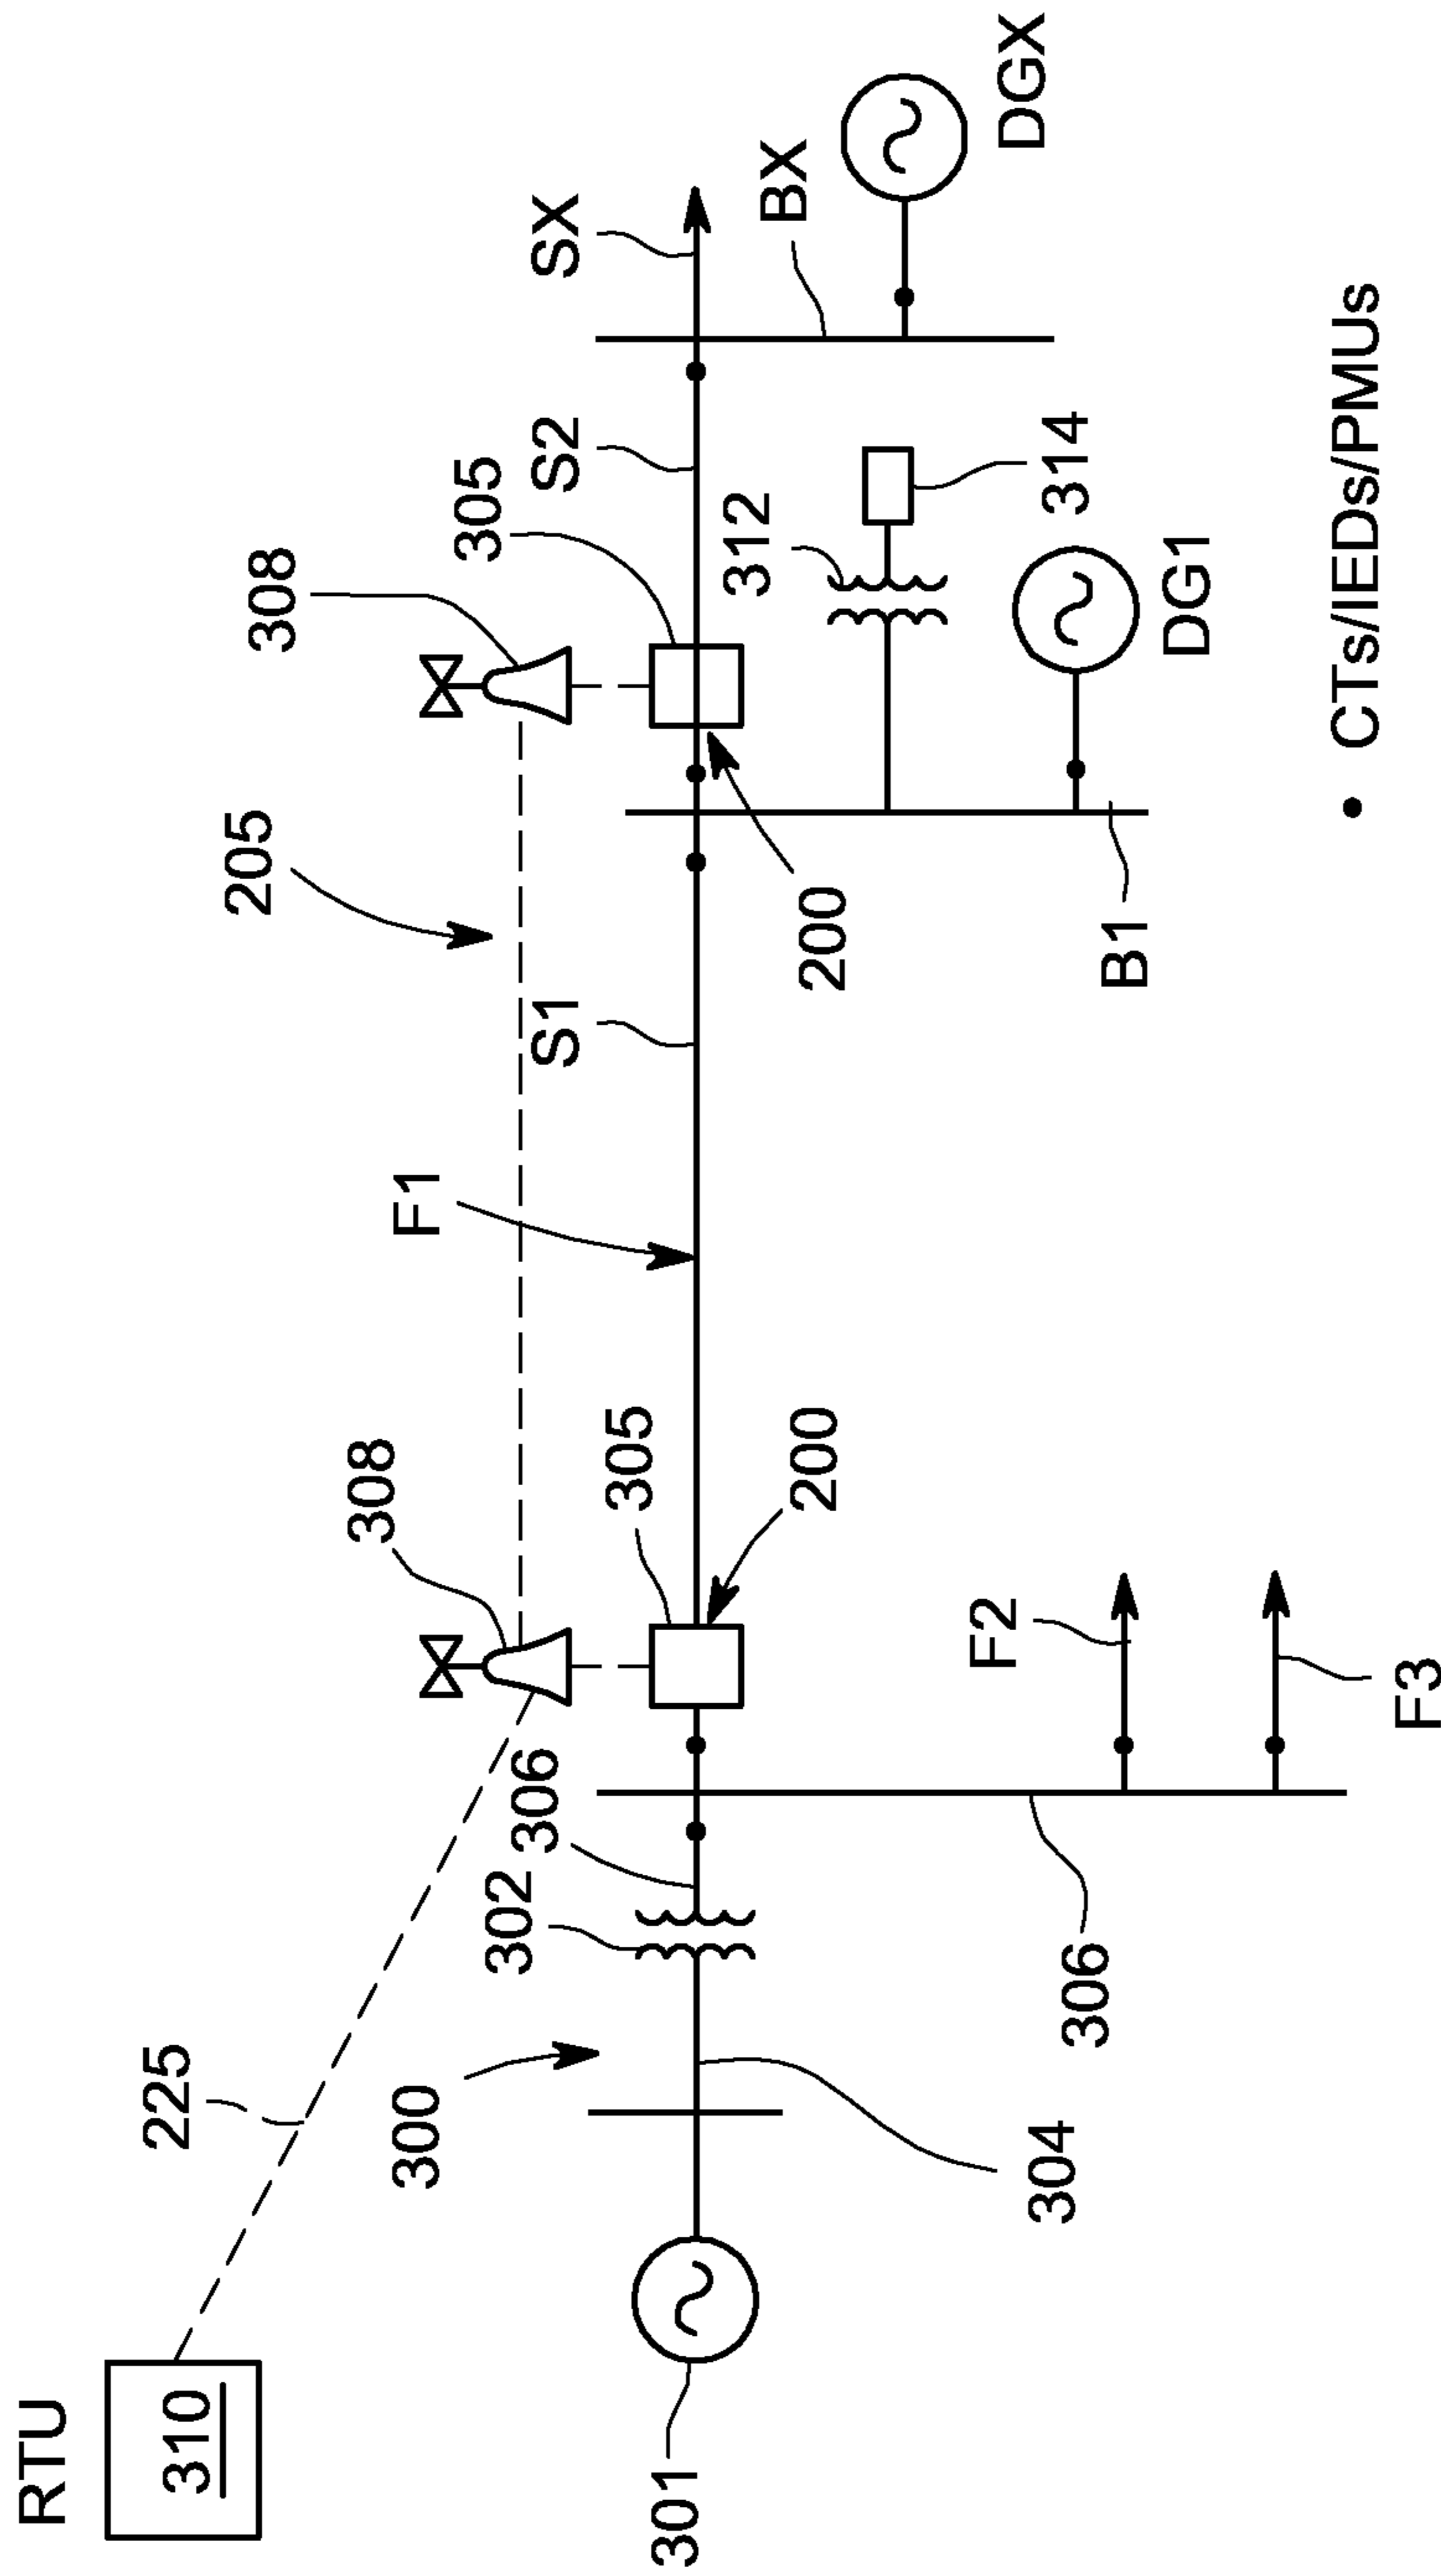 RTU
310
225
308
205
308
F1
300
302
306
305
S1
305
S2
SX
301
304
306
200
200
312
314
BX
DGX
F2
F3
B1
DG1
• CTs/IEDs/PMUs